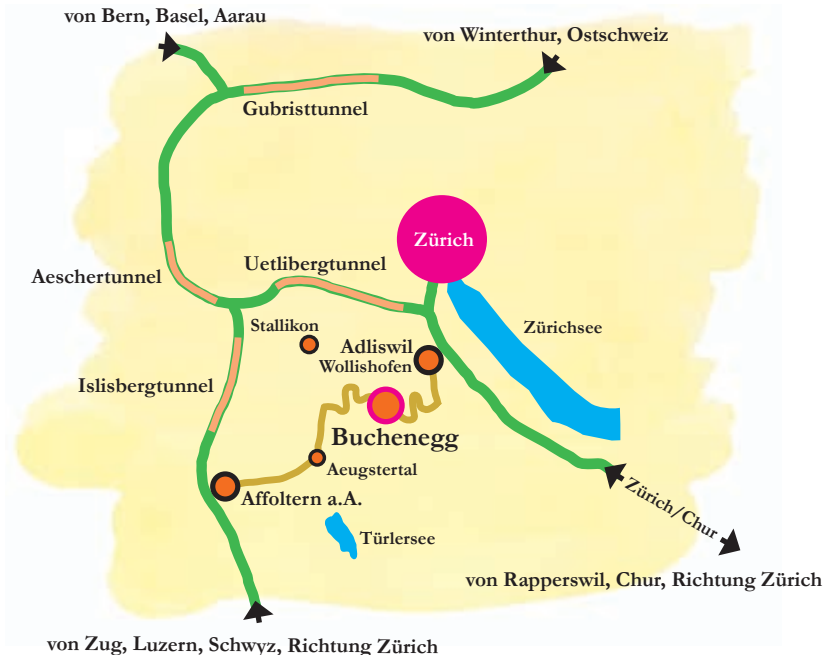 von Bern, Basel, Aarau
von Winterthur, Ostschweiz
Gubristtunnel
Zürich
Uetlibergtunnel
Aeschertunnel
Stallikon
Zürichsee
Adliswil
Wollishofen
Islisbergtunnel
Buchenegg
Aeugstertal
Affoltern a.A.
Zürich/Chur
Türlersee
von Rapperswil, Chur, Richtung Zürich
von Zug, Luzern, Schwyz, Richtung Zürich